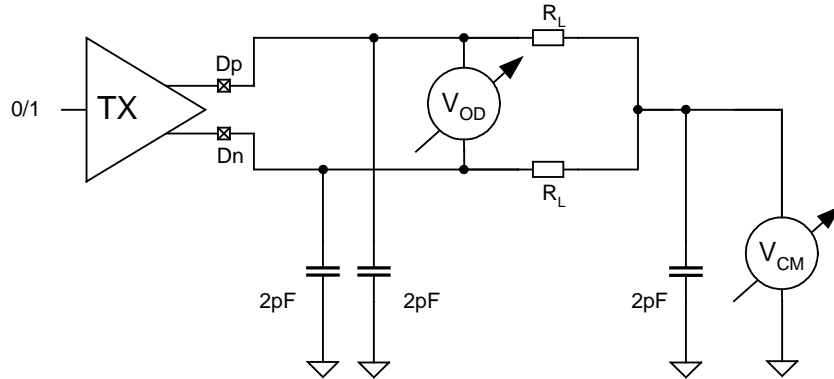 R_L
Dp
0/1
TX
V_OD
Dn
R_L
V_CM
2pF
2pF
2pF